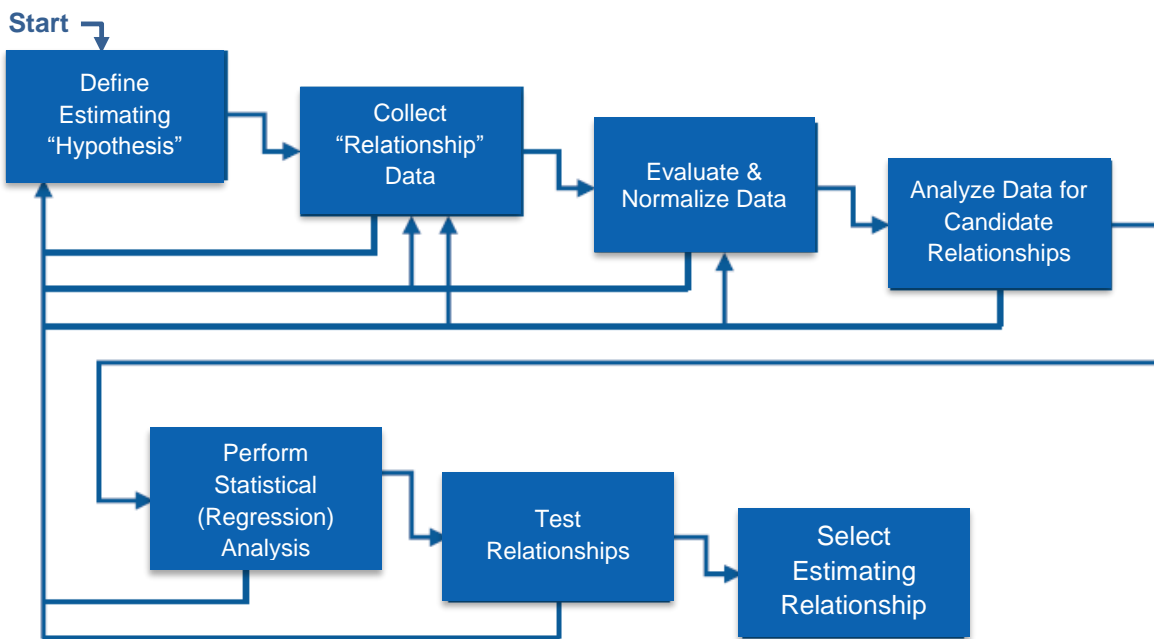 Start
Define
Estimating
“Hypothesis”
Collect
“Relationship”
Data
Evaluate &
Normalize Data
Analyze Data for
Candidate
Relationships
Perform
Statistical
(Regression)
Analysis
Test
Relationships
Select
Estimating
Relationship